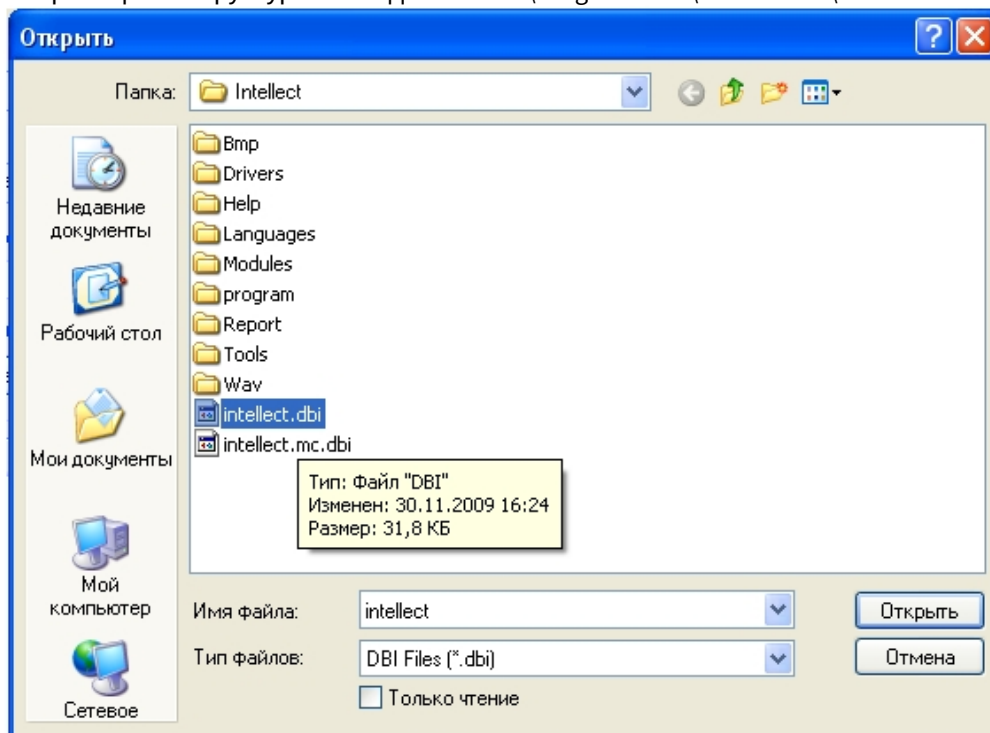 Открыть
Папка: Intellect
Недавние документы
Рабочий стол
Мои документы
Мой компьютер
Сетевое
Bmp
Drivers
Help
Languages
Modules
program
Report
Tools
Wav
intellect.dbi
intellect.mc.dbi
Тип: Файл "DBI"
Изменен: 30.11.2009 16:24
Размер: 31,8 КБ
Имя файла: intellect
Открыть
Тип файлов: DBI Files (*.dbi)
Отмена
Только чтение